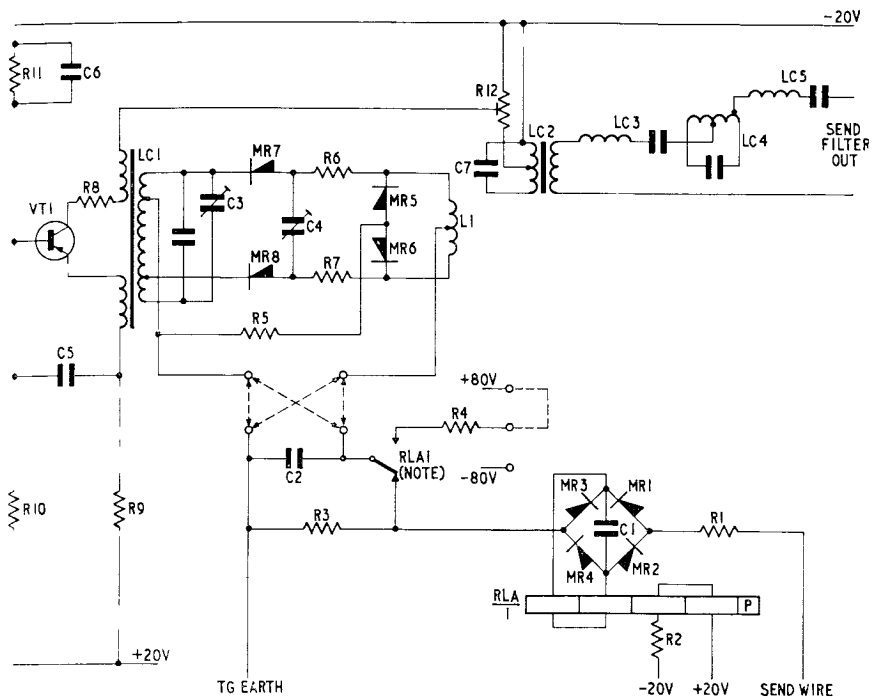 -20V
R11
C6
R12
LC5
LC3
LC2
LC4
SEND
FILTER
OUT
C7
LC1
MR7
R6
R8
C3
MR5
VT1
C4
L1
MR6
MR8
R7
R5
C5
+80V
R4
RLA1
(NOTE)
C2
-80V
MR3
MR1
R10
R9
R3
C1
R1
MR4
MR2
RLA
1
P
R2
+20V
-20V
+20V
TG EARTH
SEND WIRE